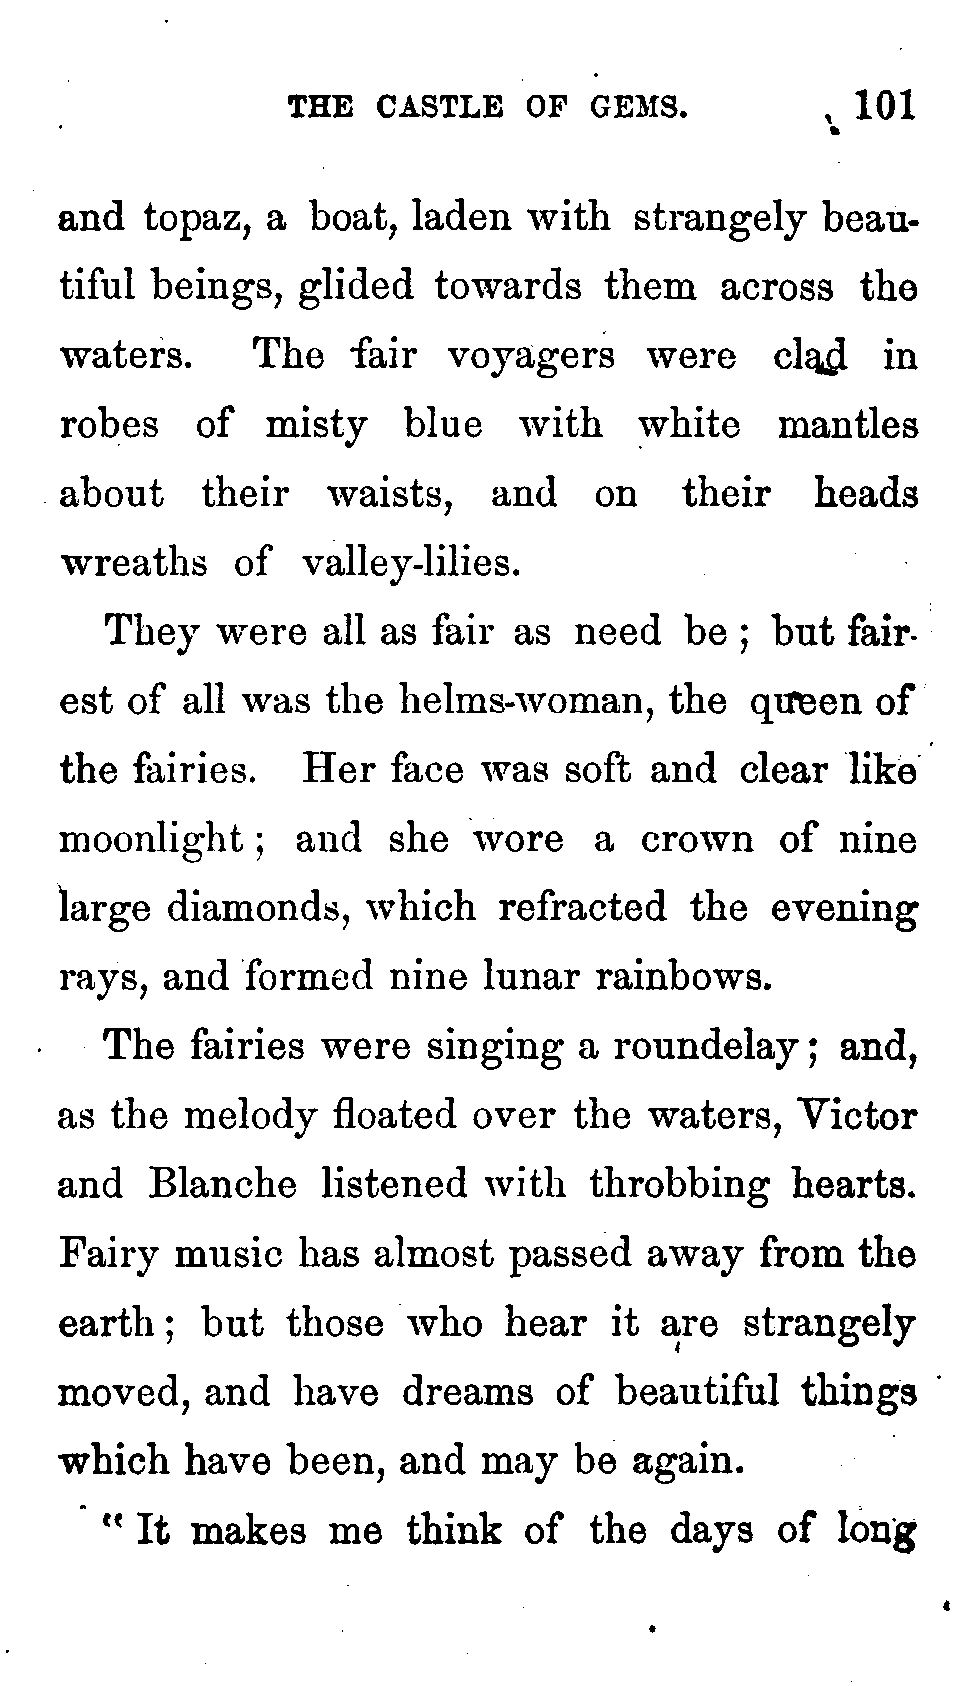 THE CASTLE OF GEMS. 101
and topaz, a boat, laden with strangely beau-
tiful beings, glided towards them across the
waters. The fair voyagers were clad in
robes of misty blue with white mantles
about their waists, and on their heads
wreaths of valley-lilies.
They were all as fair as need be; but fair-
est of all was the helms-woman, the queen of
the fairies. Her face was soft and clear like
moonlight; and she wore a crown of nine
large diamonds, which refracted the evening
rays, and formed nine lunar rainbows.
The fairies were singing a roundelay; and,
as the melody floated over the waters, Victor
and Blanche listened with throbbing hearts.
Fairy music has almost passed away from the
earth; but those who hear it are strangely
moved, and have dreams of beautiful things
which have been, and may be again.
"It makes me think of the days of long